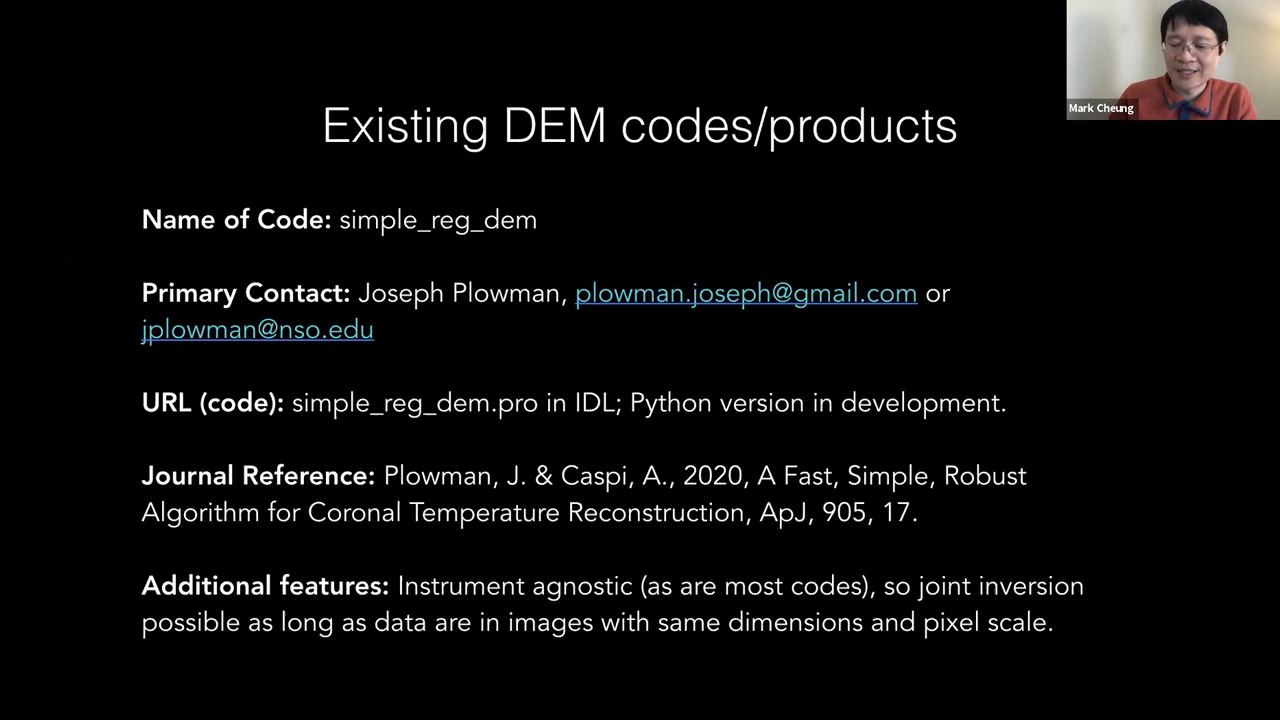 Mark Cheung
Existing DEM codes/products
Name of Code: simple_reg_dem
Primary Contact: Joseph Plowman, plowman.joseph@gmail.com or
jplowman@nso.edu
URL (code): simple_reg_dem.pro in IDL; Python version in development.
Journal Reference: Plowman, J. & Caspi, A., 2020, A Fast, Simple, Robust
Algorithm for Coronal Temperature Reconstruction, ApJ, 905, 17.
Additional features: Instrument agnostic (as are most codes), so joint inversion
possible as long as data are in images with same dimensions and pixel scale.